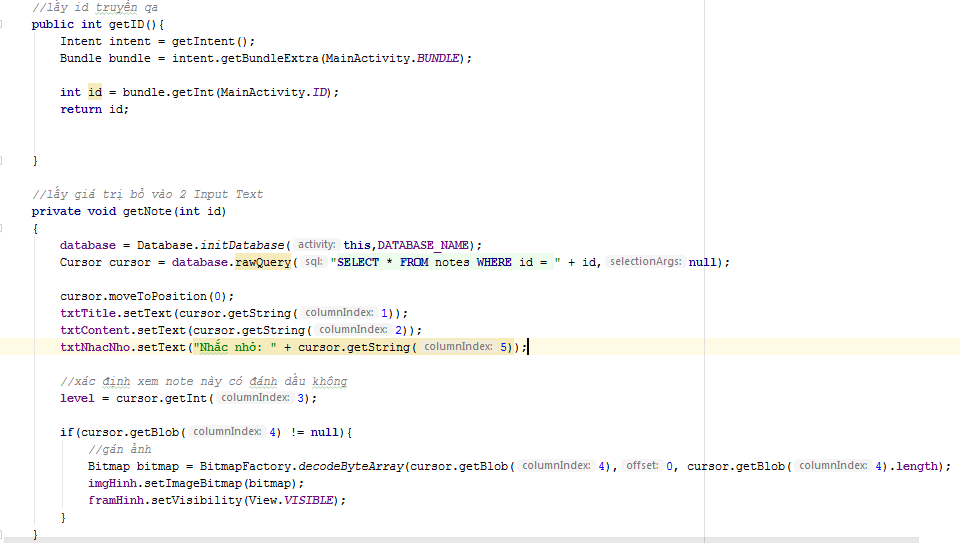 //lấy id truyền qa
public int getID(){
Intent intent = getIntent();
Bundle bundle = intent.getBundleExtra(MainActivity.BUNDLE);
int id = bundle.getInt(MainActivity.ID);
return id;
}
//lấy giá trị bỏ vào 2 Input Text
private void getNote(int id)
{
database = Database.initDatabase( activity: this,DATABASE_NAME);
Cursor cursor = database.rawQuery( sql: "SELECT * FROM notes WHERE id = " + id, selectionArgs: null);
cursor.moveToPosition(0);
txtTitle.setText(cursor.getString( columnIndex: 1));
txtContent.setText(cursor.getString( columnIndex: 2));
txtNhacNho.setText("Nhắc nhở: " + cursor.getString( columnIndex: 5));
//xác định xem note này có đánh dấu không
level = cursor.getInt( columnIndex: 3);
if(cursor.getBlob( columnIndex: 4) != null){
//gán ảnh
Bitmap bitmap = BitmapFactory.decodeByteArray(cursor.getBlob( columnIndex: 4), offset: 0, cursor.getBlob( columnIndex: 4).length);
imgHinh.setImageBitmap(bitmap);
framHinh.setVisibility(View.VISIBLE);
}
}